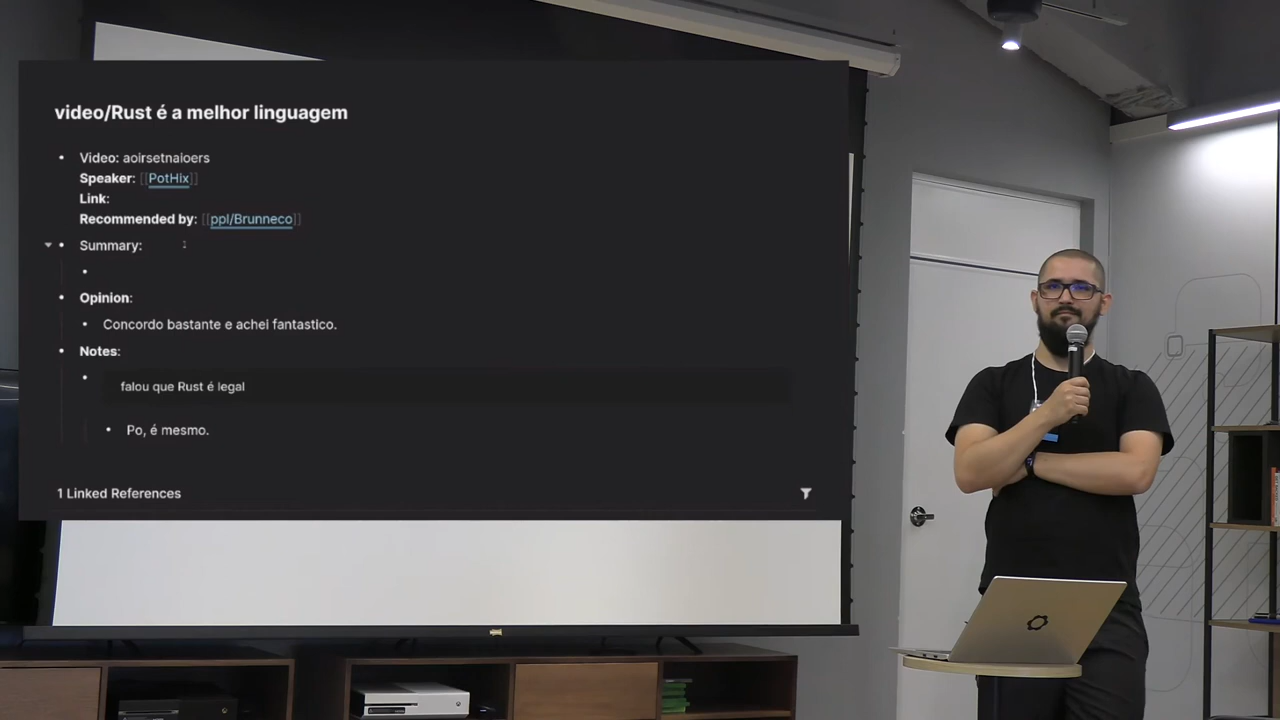 video/Rust é a melhor linguagem
Video: aoirsetnaioers
Speaker: [[PotHix]]
Link:
Recommended by: [[ppl/Brunneco]]
Summary:
Opinion:
Concordo bastante e achei fantastico.
Notes:
falou que Rust é legal
Po, é mesmo.
1 Linked References